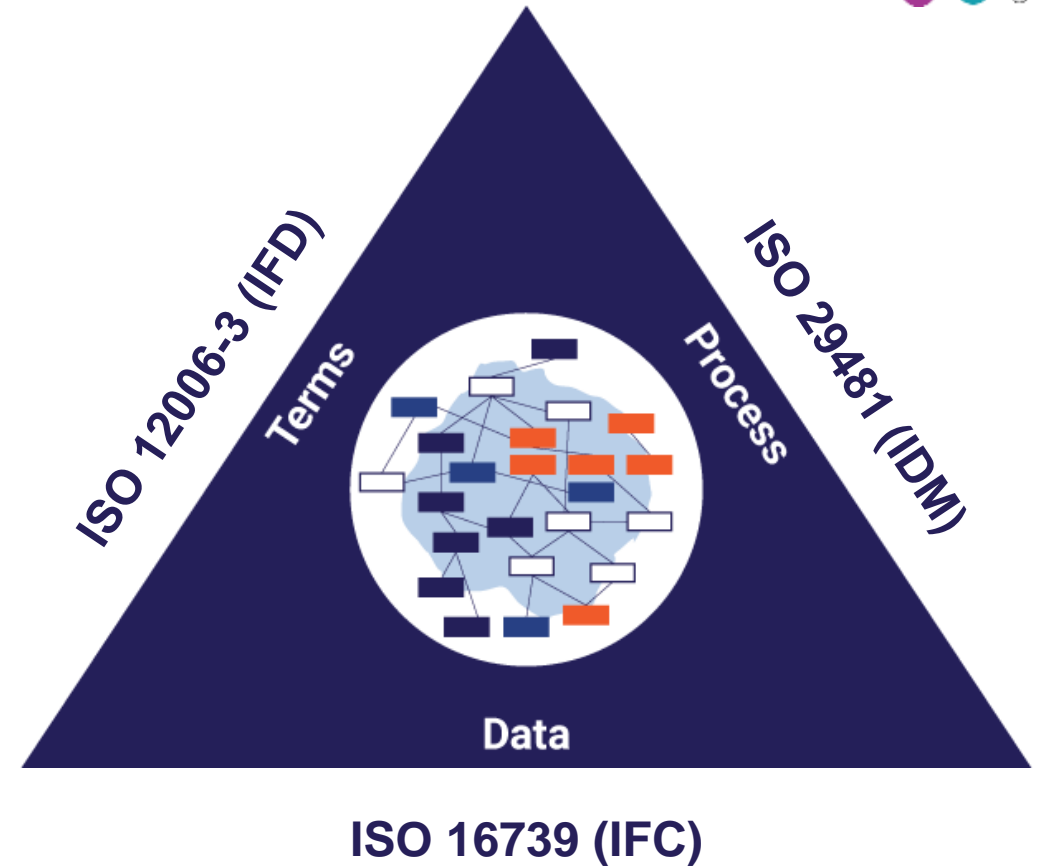 ISO 12006-3 (IFD)
Terms
ISO 29481 (IDM)
Process
Data
ISO 16739 (IFC)